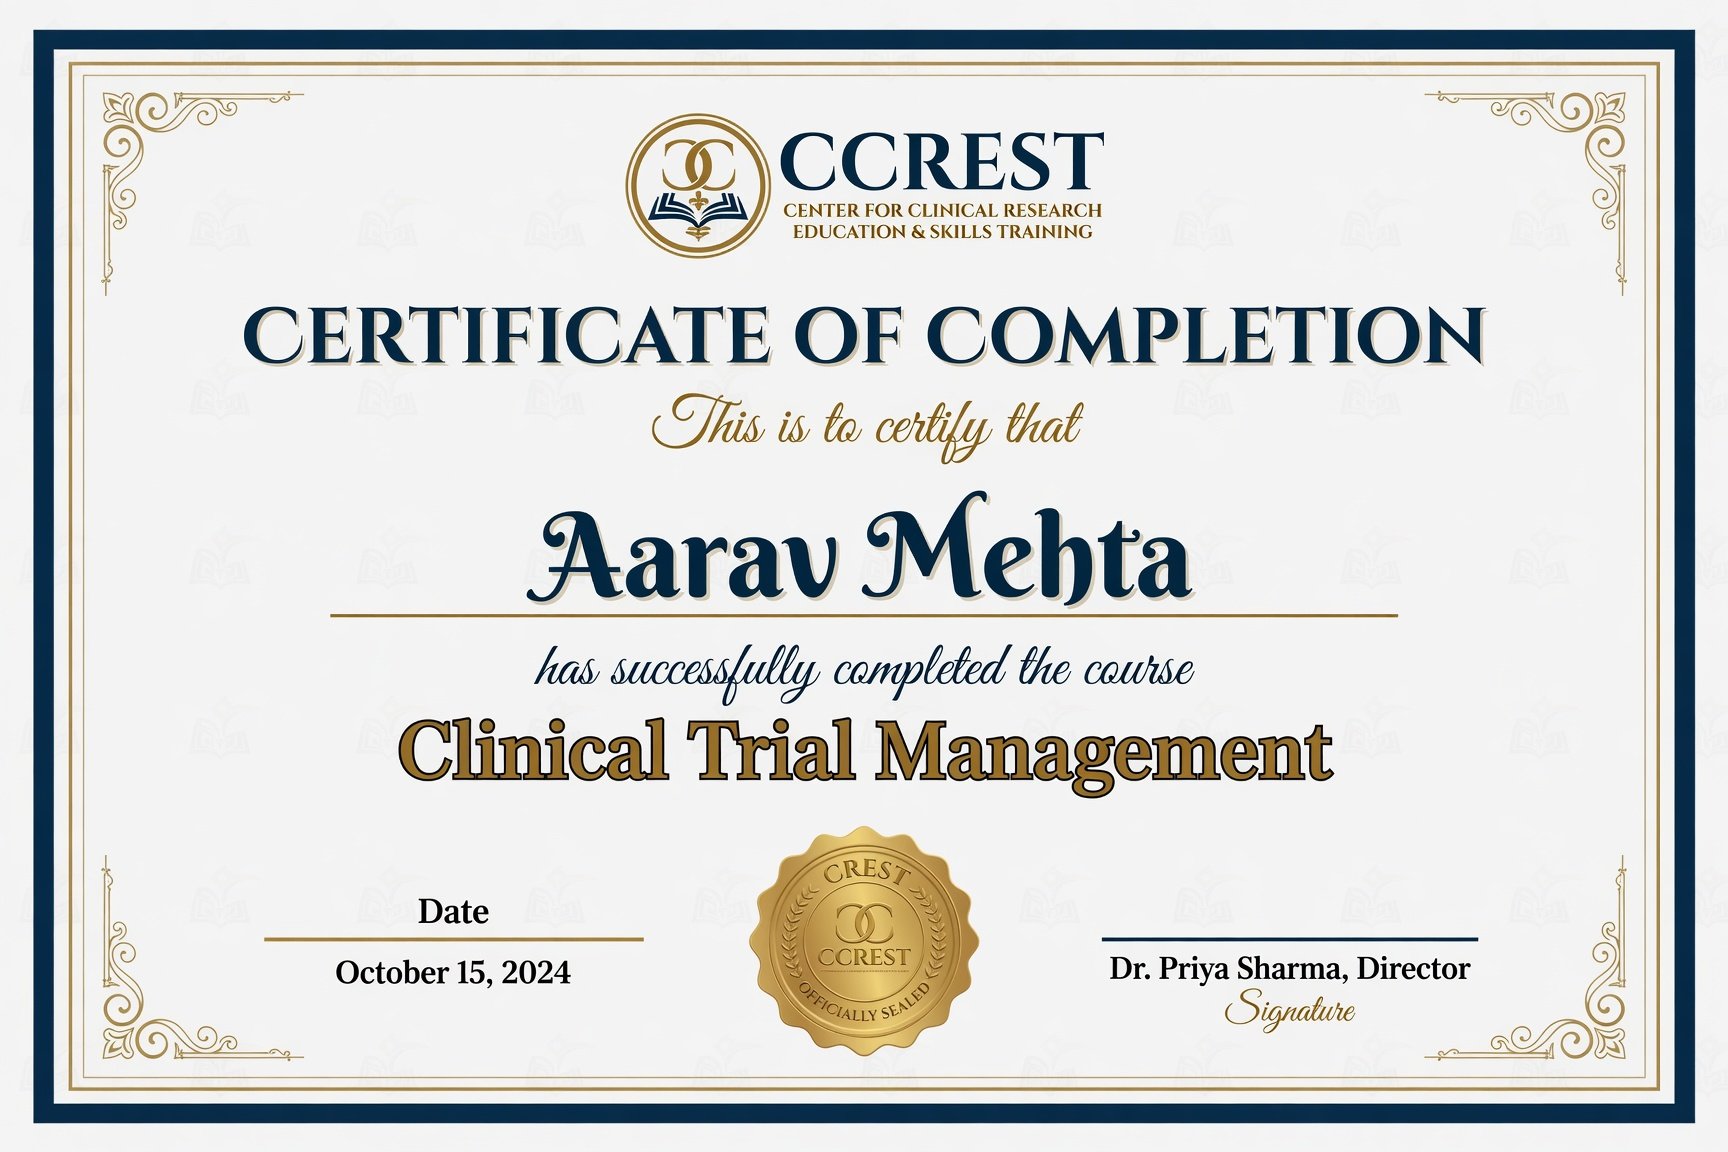 CCREST
CENTER FOR CLINICAL RESEARCH
EDUCATION & SKILLS TRAINING
CERTIFICATE OF COMPLETION
This is to certify that
Aarav Mehta
has successfully completed the course
Clinical Trial Management
Date
October 15, 2024
CREST
CC
CCREST
OFFICIALLY SEALED
Dr. Priya Sharma, Director
Signature